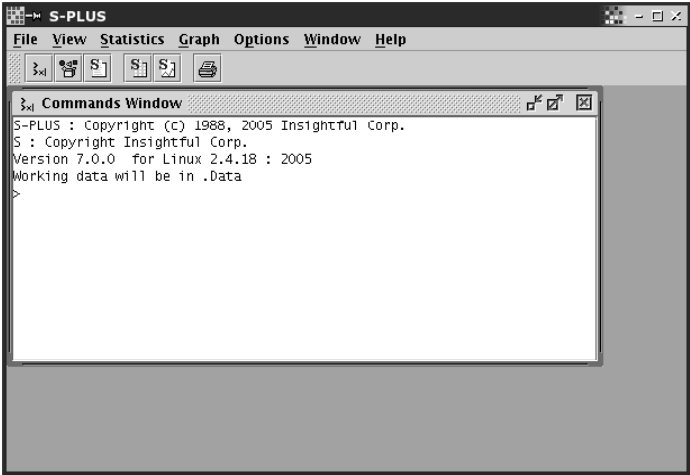 S-PLUS
File View Statistics Graph Options Window Help
Commands Window
S-PLUS : Copyright (c) 1988, 2005 Insightful Corp.
S : Copyright Insightful Corp.
Version 7.0.0  for Linux 2.4.18 : 2005
Working data will be in .Data
>